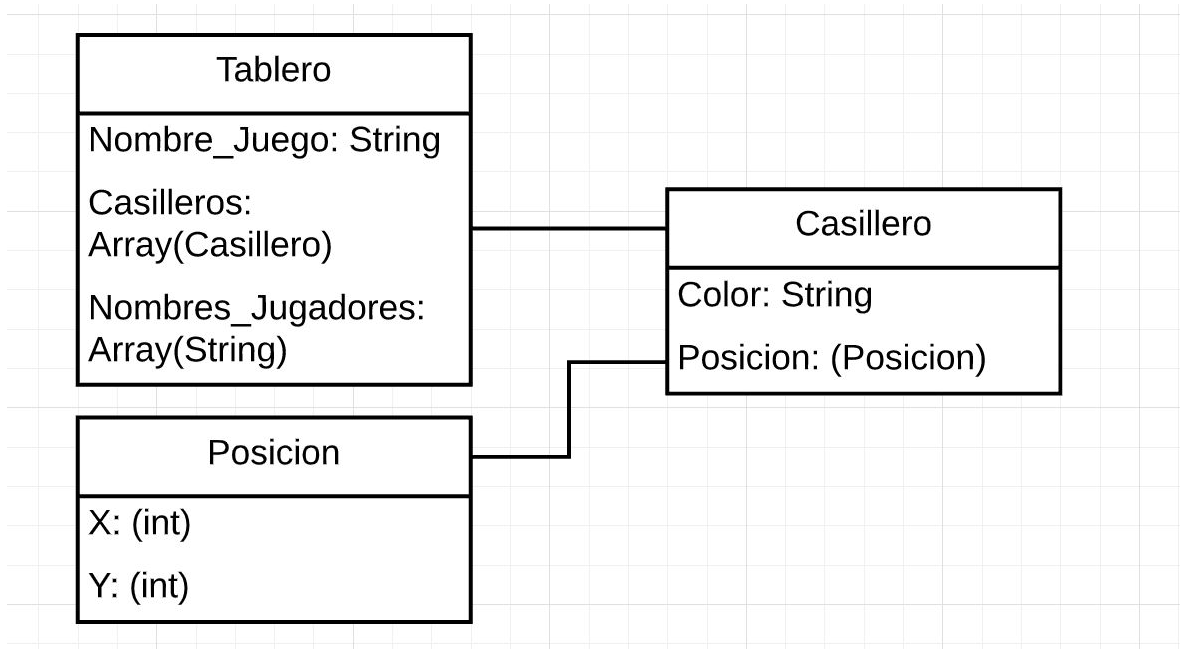 Tablero
Nombre_Juego: String
Casilleros:
Array(Casillero)
Nombres_Jugadores:
Array(String)
Casillero
Color: String
Posicion: (Posicion)
Posicion
X: (int)
Y: (int)